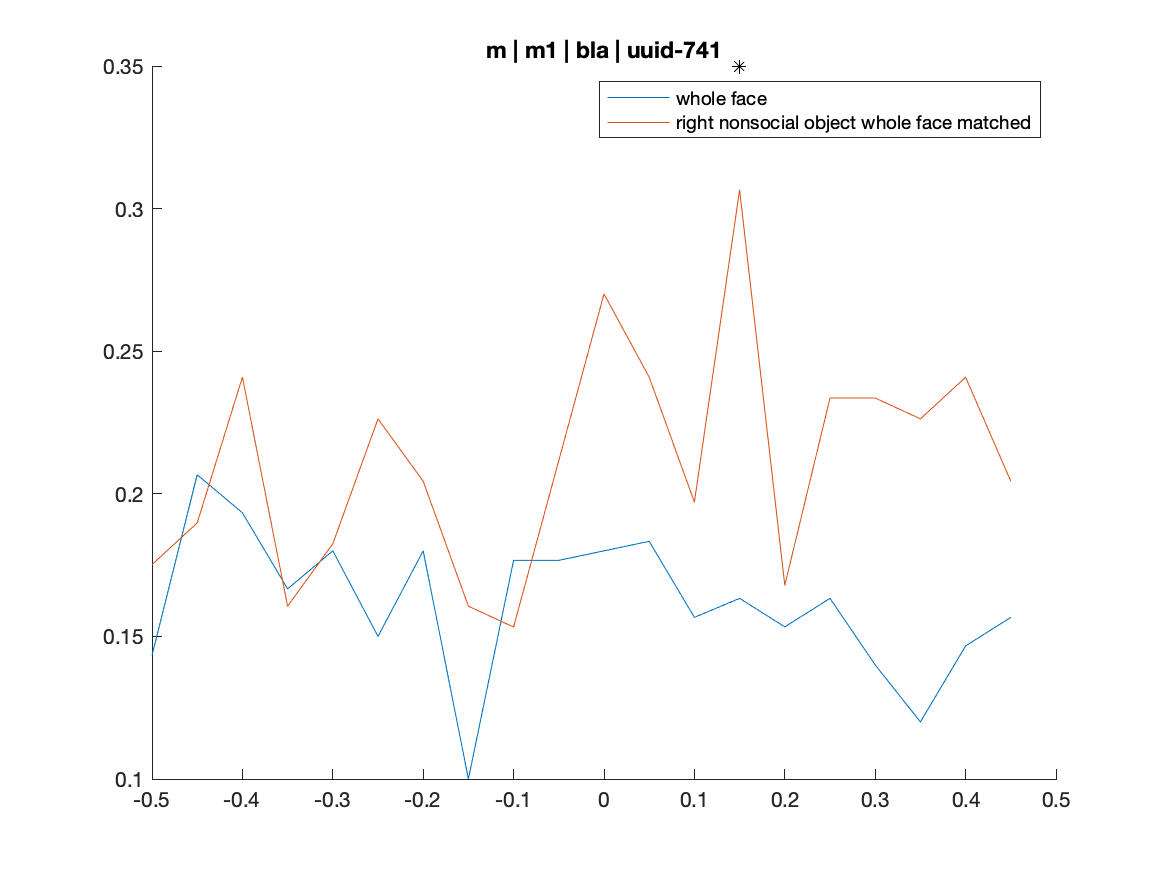 m | m1 | bla | uuid-741
whole face
right nonsocial object whole face matched
0.35
0.3
0.25
0.2
0.15
0.1
-0.5 -0.4 -0.3 -0.2 -0.1 0 0.1 0.2 0.3 0.4 0.5